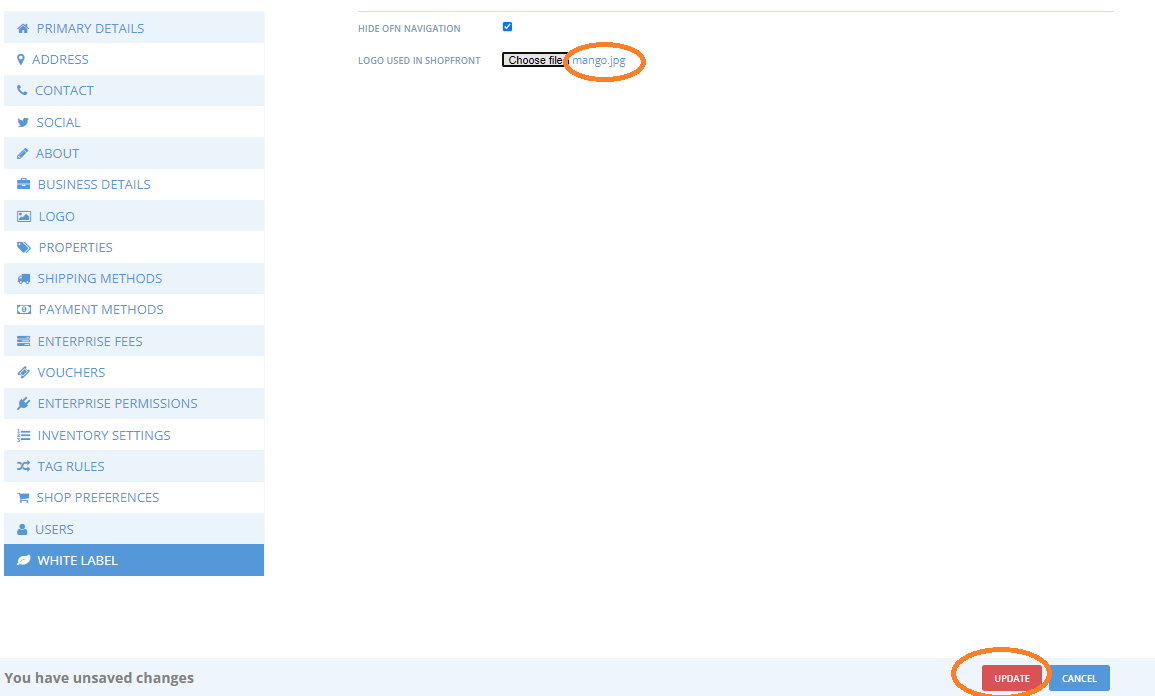 PRIMARY DETAILS
ADDRESS
CONTACT
SOCIAL
ABOUT
BUSINESS DETAILS
LOGO
PROPERTIES
SHIPPING METHODS
PAYMENT METHODS
ENTERPRISE FEES
VOUCHERS
ENTERPRISE PERMISSIONS
INVENTORY SETTINGS
TAG RULES
SHOP PREFERENCES
USERS
WHITE LABEL
HIDE OFN NAVIGATION
LOGO USED IN SHOPFRONT Choose file mango.jpg
You have unsaved changes UPDATE CANCEL